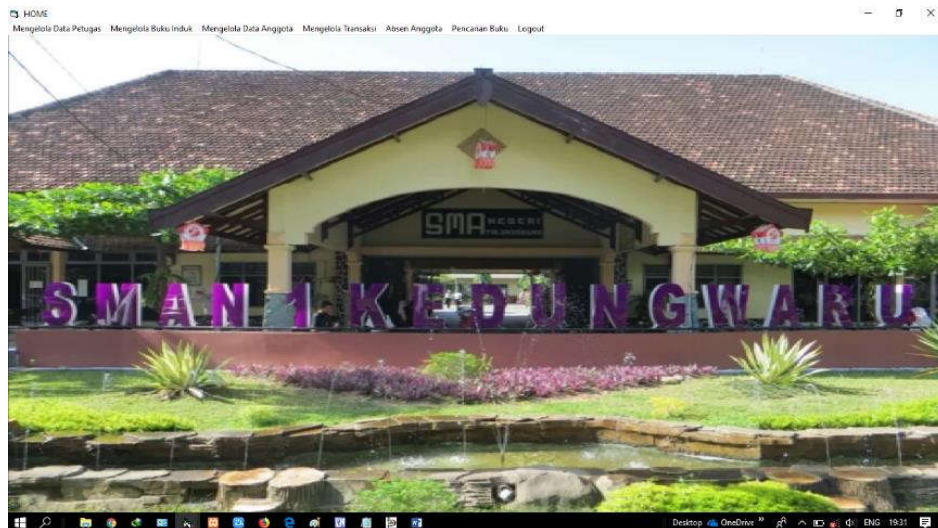 HOME
Mengelola Data Petugas Mengelola Buku Induk Mengelola Data Anggota Mengelola Transaksi Absen Anggota Pencarian Buku Logout
SMA NEGERI
SMAN 1 KEDUNGWARU
Desktop OneDrive ENG 19:31